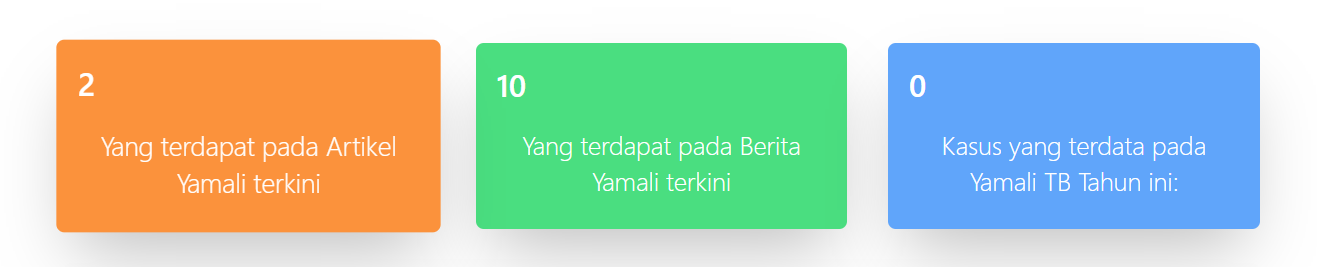 2
Yang terdapat pada Artikel
Yamali terkini
10
Yang terdapat pada Berita
Yamali terkini
0
Kasus yang terdata pada
Yamali TB Tahun ini: